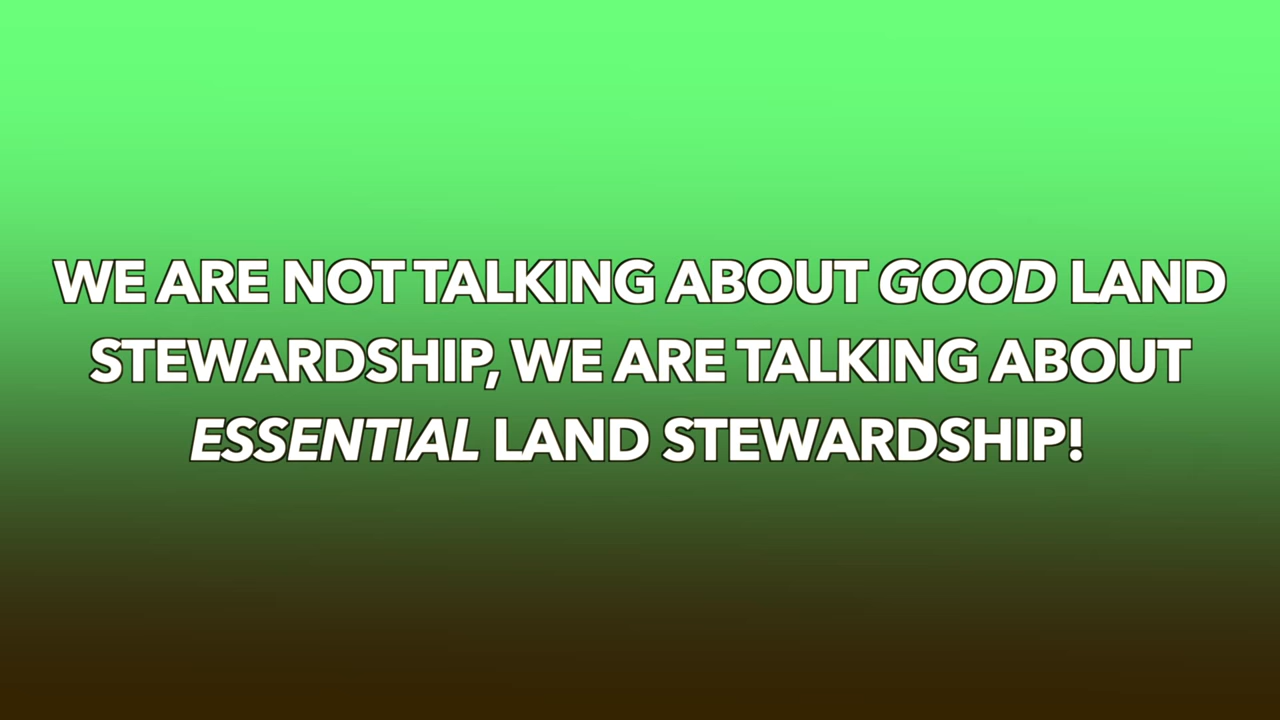 WE ARE NOT TALKING ABOUT GOOD LAND
STEWARDSHIP, WE ARE TALKING ABOUT
ESSENTIAL LAND STEWARDSHIP!